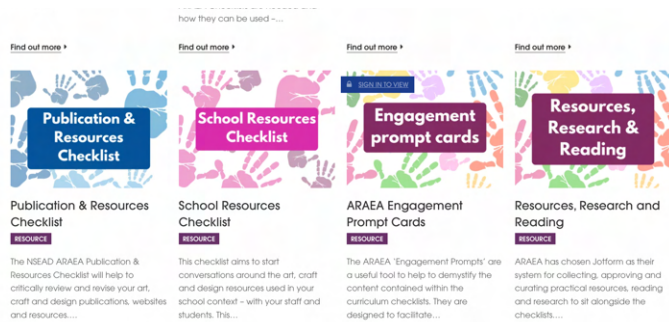 how they can be used –...
Find out more
Find out more
Find out more
Find out more
Publication &
Resources
Checklist
School Resources
Checklist
SIGN IN TO VIEW
Engagement
prompt cards
Resources,
Research &
Reading
Publication & Resources
Checklist
RESOURCE
The NSEAD ARAEA Publication &
Resources Checklist will help to
critically review and revise your art,
craft and design publications, websites
and resources....
School Resources
Checklist
RESOURCE
This checklist aims to start
conversations around the art, craft
and design resources used in your
school context – with your staff and
students. This...
ARAEA Engagement
Prompt Cards
RESOURCE
The ARAEA 'Engagement Prompts' are
a useful tool to help to demystify the
content contained within the
curriculum checklists. They are
designed to facilitate...
Resources, Research and
Reading
RESOURCE
ARAEA has chosen Jotform as their
system for collecting, approving and
curating practical resources, reading
and research to sit alongside the
checklists....